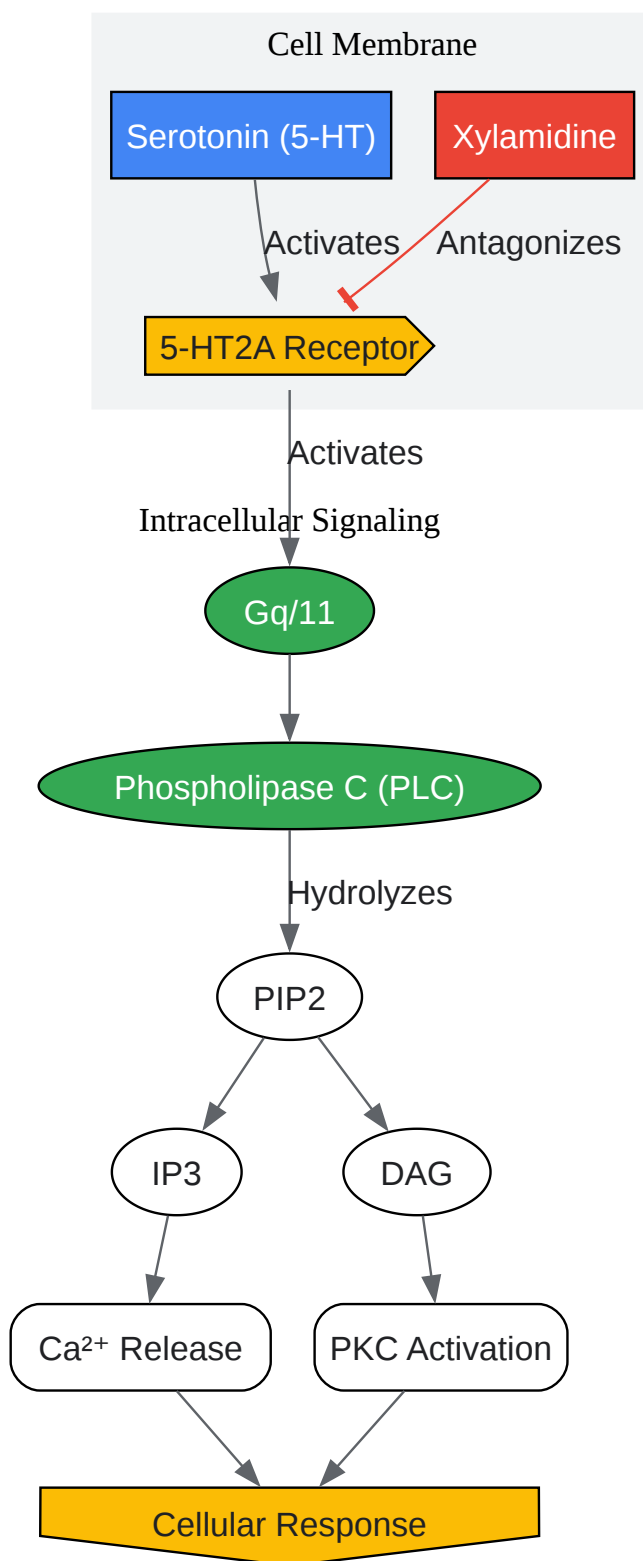 Cell Membrane
Serotonin (5-HT)
Xylamidine
Activates
Antagonizes
5-HT2A Receptor
Activates
Intracellular Signaling
Gq/11
Phospholipase C (PLC)
Hydrolyzes
PIP2
IP3
DAG
Ca²⁺ Release
PKC Activation
Cellular Response